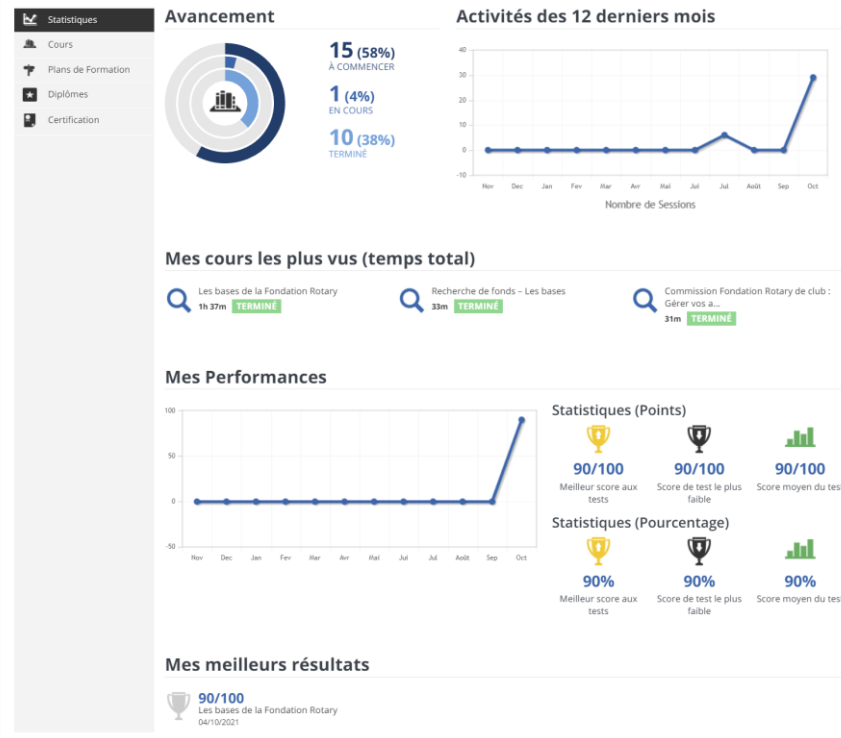 Statistiques
Cours
Plans de Formation
Diplômes
Certification
Avancement
15 (58%)
À COMMENCER
1 (4%)
EN COURS
10 (38%)
TERMINÉ
Activités des 12 derniers mois
40
30
20
10
0
-10
Nov Dec Jan Fev Mar Avr Mai Jui Jul Août Sep Oct
Nombre de Sessions
Mes cours les plus vus (temps total)
Les bases de la Fondation Rotary
1h 37m TERMINÉ
Recherche de fonds – Les bases
33m TERMINÉ
Commission Fondation Rotary de club :
Gérer vos a...
31m TERMINÉ
Mes Performances
100
50
0
-50
Nov Dec Jan Fev Mar Avr Mai Jui Jul Août Sep Oct
Statistiques (Points)
90/100 90/100 90/100
Meilleur score aux
tests
Score de test le plus
faible
Score moyen du tes
Statistiques (Pourcentage)
90% 90% 90%
Meilleur score aux
tests
Score de test le plus
faible
Score moyen du tes
Mes meilleurs résultats
90/100
Les bases de la Fondation Rotary
04/10/2021